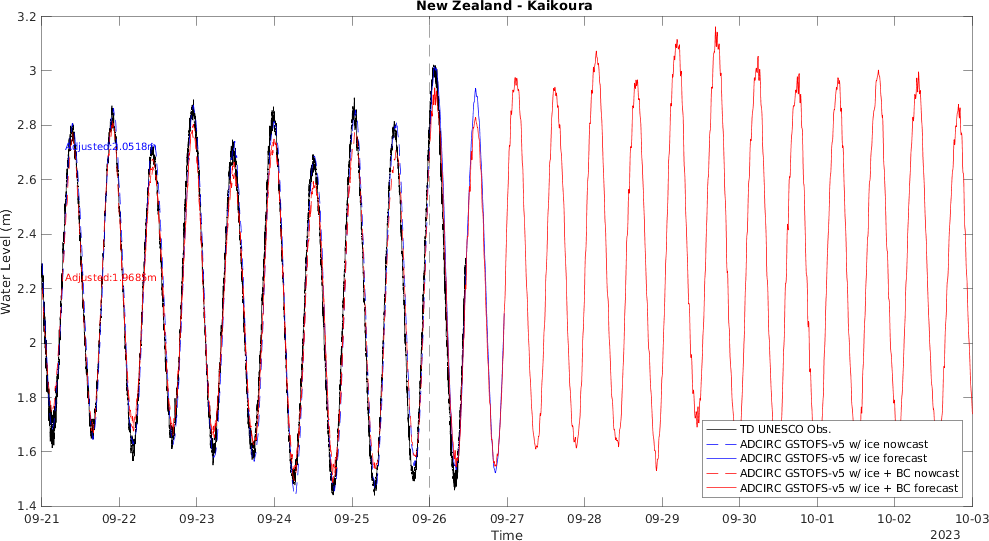 New Zealand - Kaikoura
3.2
3
2.8
2.6
2.4
2.2
2
1.8
1.6
1.4
Water Level (m)
Adjusted:2.0518m
Adjusted:1.9685m
TD UNESCO Obs.
ADCIRC GSTOFS-v5 w/ ice nowcast
ADCIRC GSTOFS-v5 w/ ice forecast
ADCIRC GSTOFS-v5 w/ ice + BC nowcast
ADCIRC GSTOFS-v5 w/ ice + BC forecast
09-21 09-22 09-23 09-24 09-25 09-26 09-27 09-28 09-29 09-30 10-01 10-02 10-03
Time
2023